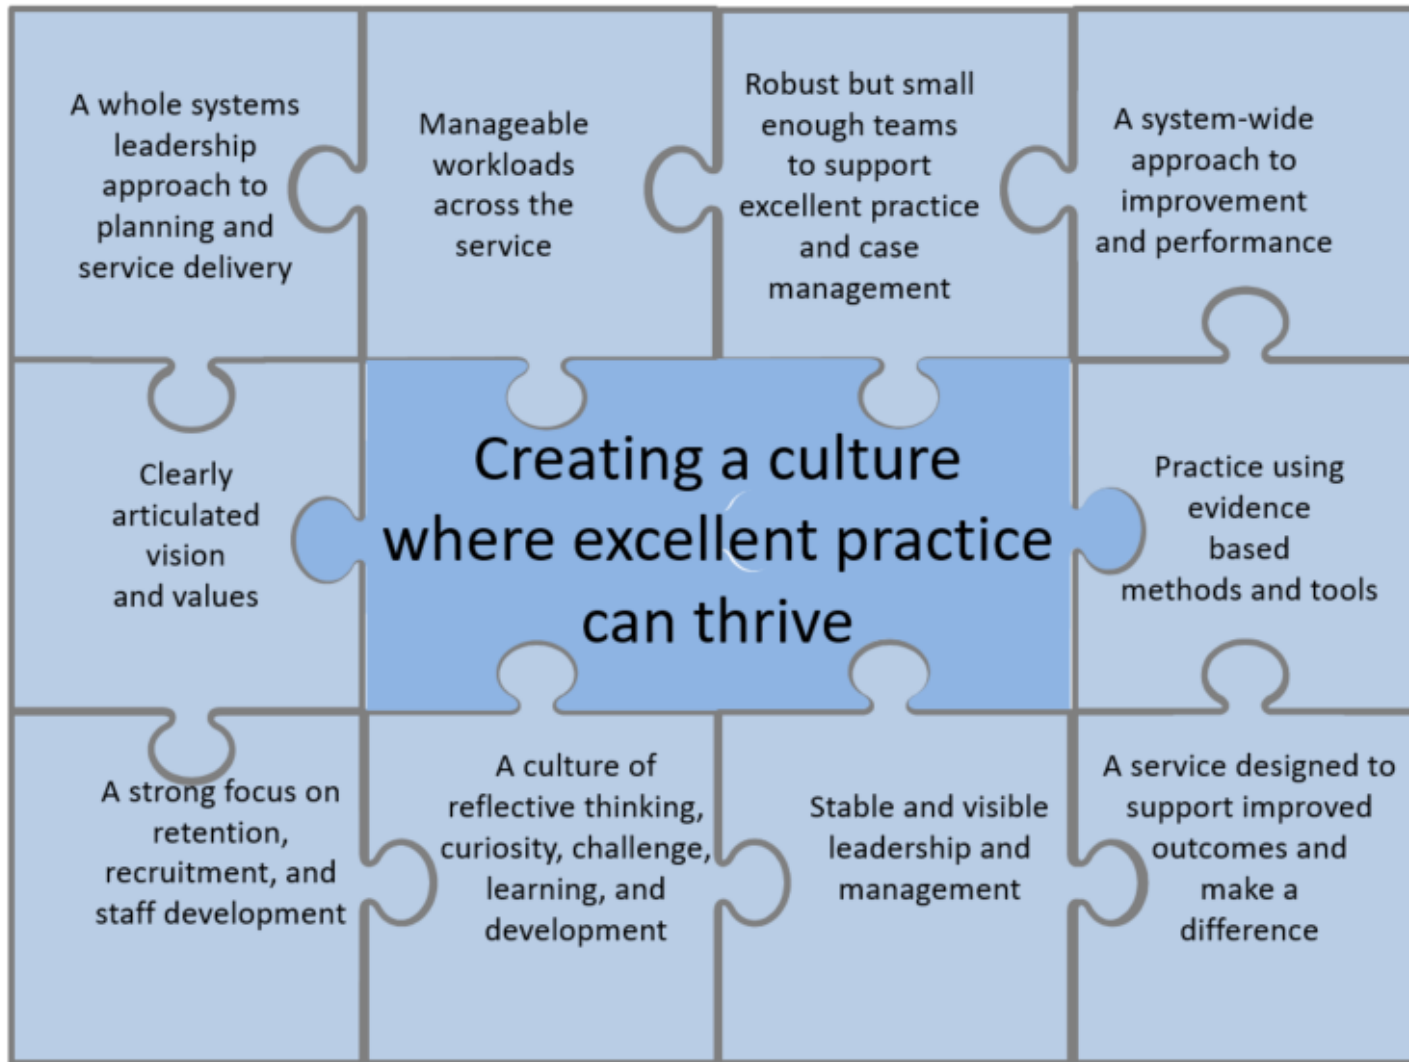 A whole systems
leadership
approach to
planning and
service delivery
Manageable
workloads
across the
service
Robust but small
enough teams
to support
excellent practice
and case
management
A system-wide
approach to
improvement
and performance
Clearly
articulated
vision
and values
Creating a culture
where excellent practice
can thrive
Practice using
evidence
based
methods and tools
A strong focus on
retention,
recruitment, and
staff development
A culture of
reflective thinking,
curiosity, challenge,
learning, and
development
Stable and visible
leadership and
management
A service designed to
support improved
outcomes and
make a
difference